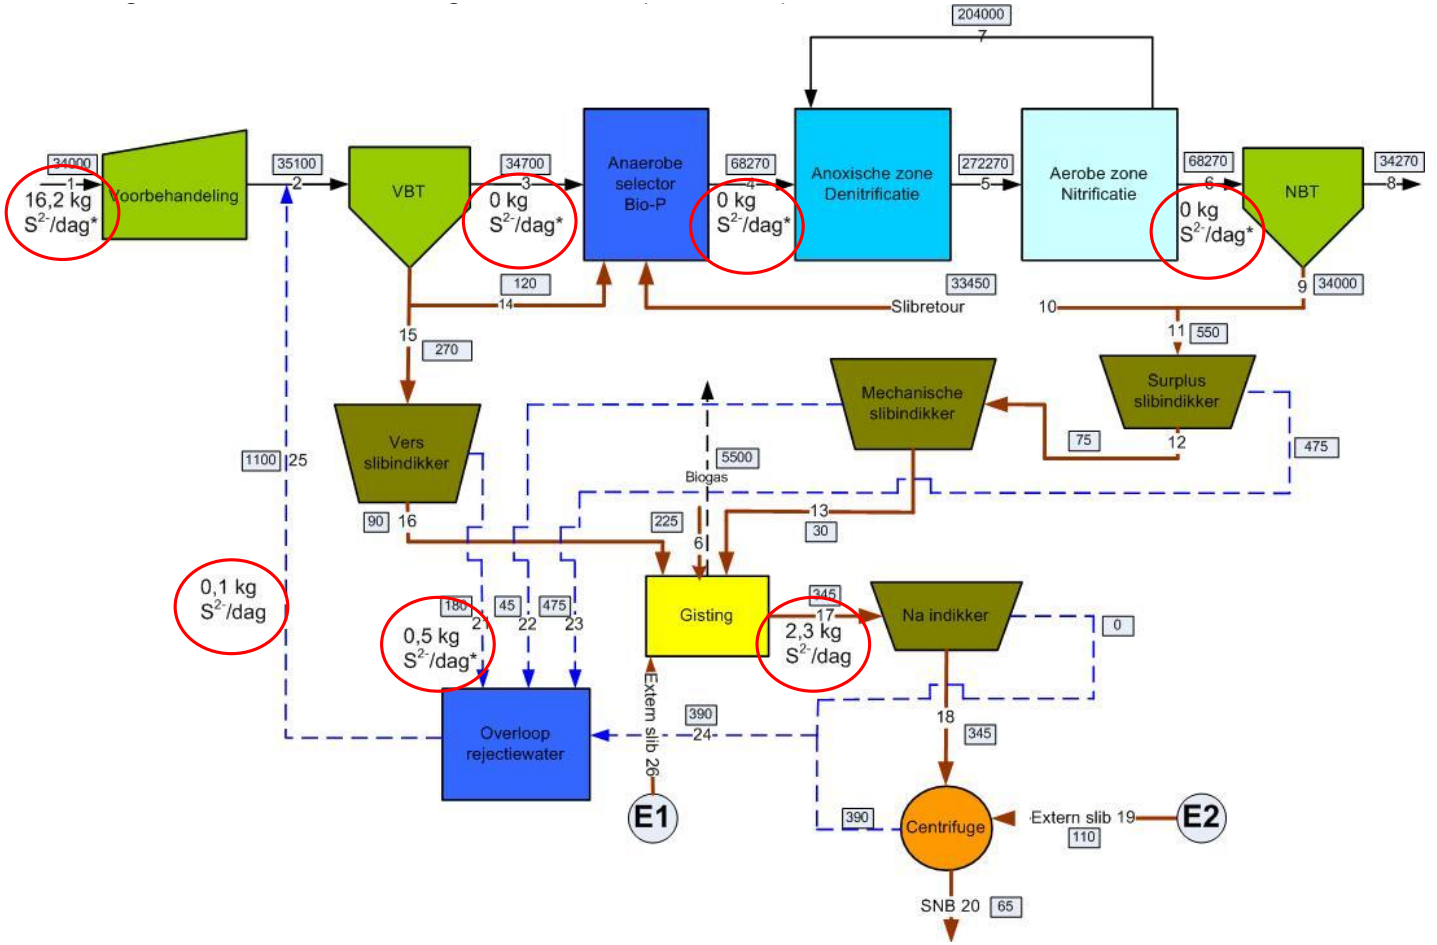 204000
7
34000
1
16,2 kg
S²⁻/dag*
Voorbehandeling
35100
2
VBT
34700
3
0 kg
S²⁻/dag*
Anaerobe
selector
Bio-P
68270
4
0 kg
S²⁻/dag*
Anoxische zone
Denitrificatie
272270
5
Aerobe zone
Nitrificatie
68270
6
0 kg
S²⁻/dag*
NBT
34270
8
120
14
33450
Slibretour
10
9
34000
11
550
15
270
Vers
slibindikker
Mechanische
slibindikker
Surplus
slibindikker
12
75
475
1100
25
5500
Biogas
90
16
225
6
13
30
0,1 kg
S²⁻/dag
180
21
45
22
475
23
0,5 kg
S²⁻/dag*
Gisting
345
17
2,3 kg
S²⁻/dag
Na indikker
0
Overloop
rejectiewater
390
24
Extern slib 26
E1
18
345
390
Centrifuge
Extern slib 19
110
E2
SNB 20
65